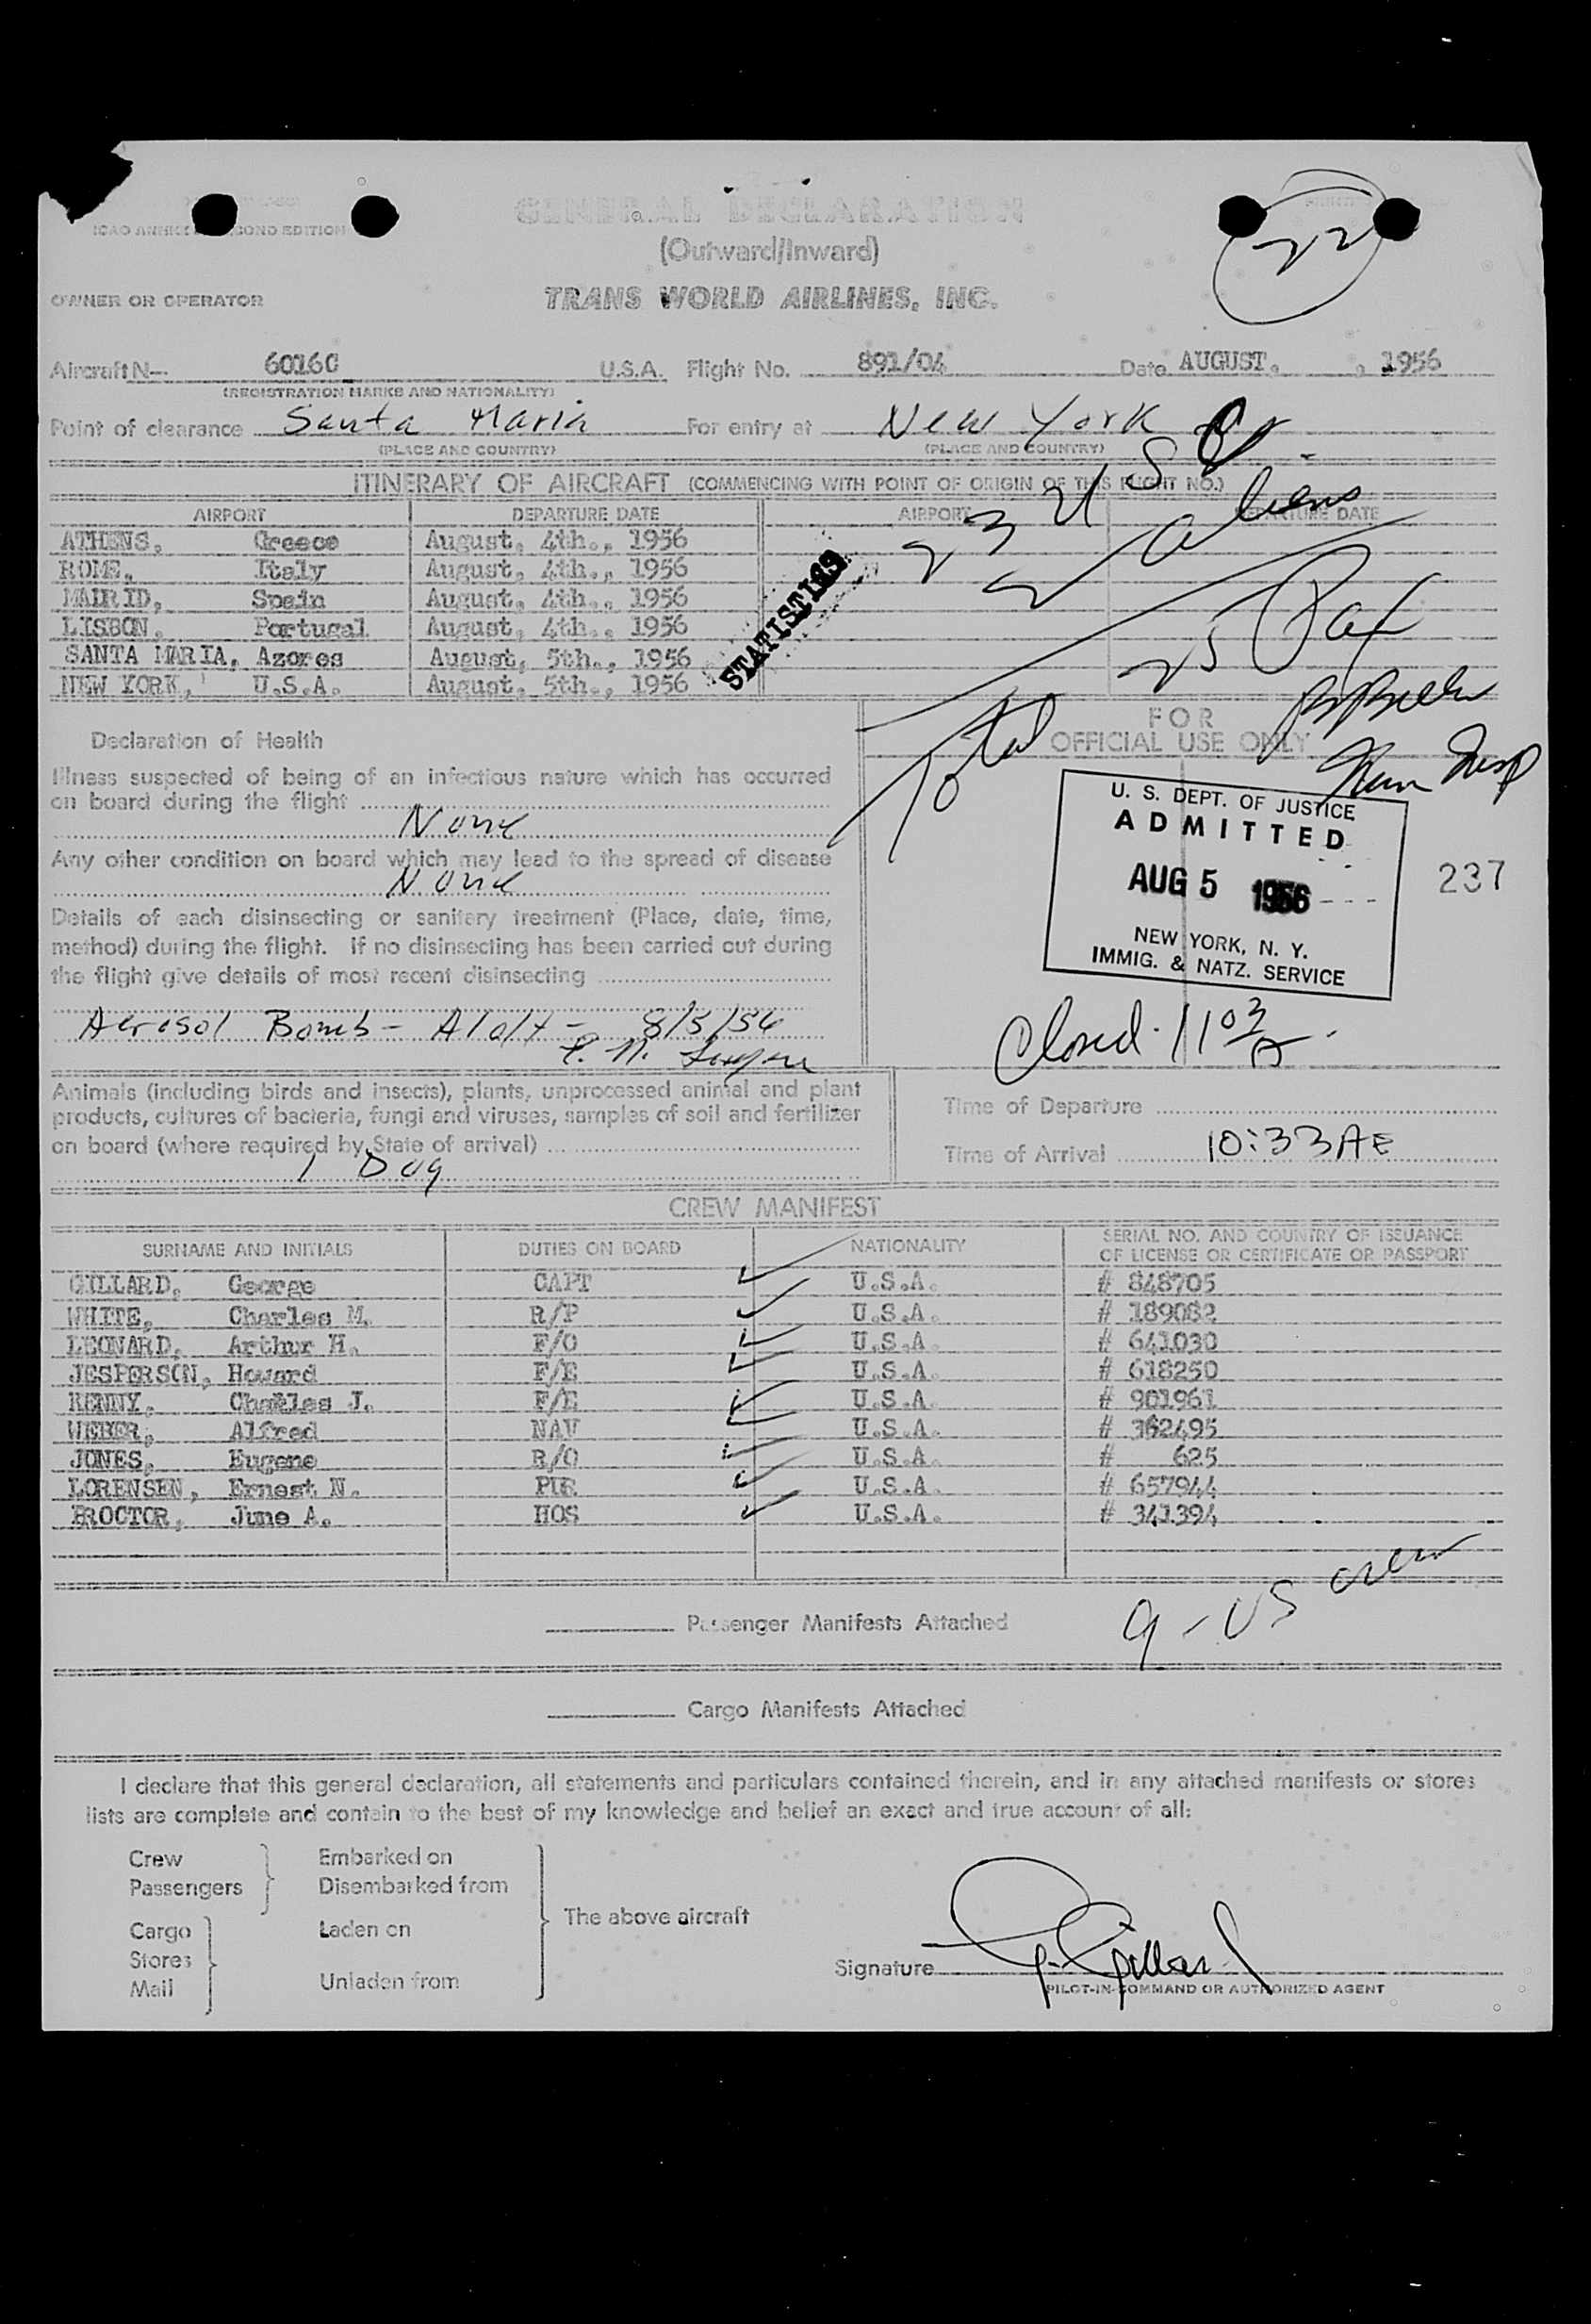 ICAO ANNEX SECOND EDITION
GENERAL DECLARATION
(Outward/Inward)
22
OWNER OR OPERATOR TRANS WORLD AIRLINES, INC.
Aircraft N— 6016C U.S.A. Flight No. 891/04 Date AUGUST, , 1956
(REGISTRATION MARKS AND NATIONALITY)
Point of clearance Santa Maria For entry at New York
(PLACE AND COUNTRY) (PLACE AND COUNTRY)
ITINERARY OF AIRCRAFT (COMMENCING WITH POINT OF ORIGIN OF THIS FLIGHT NO.)
AIRPORT DEPARTURE DATE AIRPORT DEPARTURE DATE
ATHENS, Greece August, 4th., 1956
ROME, Italy August, 4th., 1956
MAIRID, Spain August, 4th., 1956
LISBON, Portugal August, 4th., 1956
SANTA MARIA, Azores August, 5th., 1956
NEW YORK, U.S.A. August, 5th., 1956
STATISTICS
23 US
2 aliens
Total 25 Pax
Imm Insp
Declaration of Health
Illness suspected of being of an infectious nature which has occurred
on board during the flight
None
Any other condition on board which may lead to the spread of disease
None
Details of each disinsecting or sanitary treatment (Place, date, time,
method) during the flight. If no disinsecting has been carried out during
the flight give details of most recent disinsecting
Aerosol Bomb - Aloft - 8/5/56
FOR
OFFICIAL USE ONLY
U. S. DEPT. OF JUSTICE
ADMITTED
AUG 5 1956
NEW YORK, N. Y.
IMMIG. & NATZ. SERVICE
237
Closed 1103 A
Animals (including birds and insects), plants, unprocessed animal and plant
products, cultures of bacteria, fungi and viruses, samples of soil and fertilizer
on board (where required by State of arrival)
1 Dog
Time of Departure
Time of Arrival 10:33AE
CREW MANIFEST
SURNAME AND INITIALS DUTIES ON BOARD NATIONALITY SERIAL NO. AND COUNTRY OF ISSUANCE
OF LICENSE OR CERTIFICATE OR PASSPORT
GILLARD, George CAPT U.S.A. # 848705
WHITE, Charles M. R/P U.S.A. # 189082
LEONARD, Arthur H. F/O U.S.A. # 641030
JESPERSON, Howard F/E U.S.A. # 618250
KENNY, Charles J. F/E U.S.A. # 901961
WEBER, Alfred NAV U.S.A. # 362495
JONES, Eugene R/O U.S.A. # 625
LORENSEN, Ernest N. PUR U.S.A. # 657944
PROCTOR, June A. HOS U.S.A. # 341394
9 - US crew
Passenger Manifests Attached
Cargo Manifests Attached
I declare that this general declaration, all statements and particulars contained therein, and in any attached manifests or stores
lists are complete and contain to the best of my knowledge and belief an exact and true account of all:
Crew Embarked on
Passengers Disembarked from
Cargo Laden on The above aircraft
Stores
Mail Unladen from
Signature G. Gillard
PILOT-IN-COMMAND OR AUTHORIZED AGENT